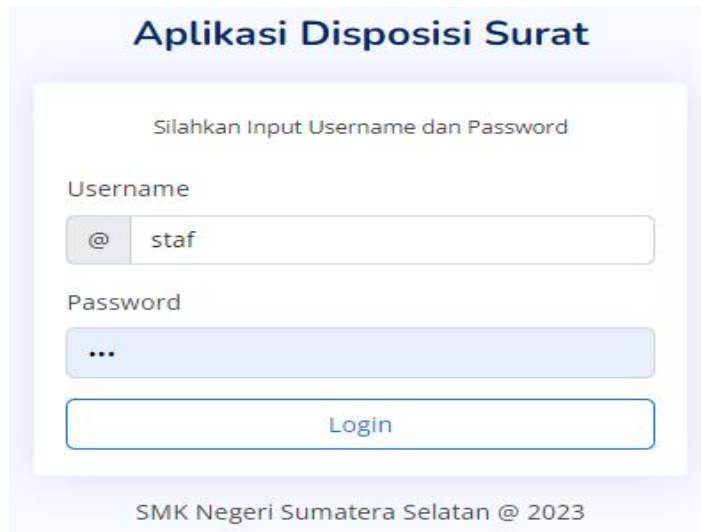 Aplikasi Disposisi Surat
Silahkan Input Username dan Password
Username
@ staf
Password
•••
Login
SMK Negeri Sumatera Selatan @ 2023